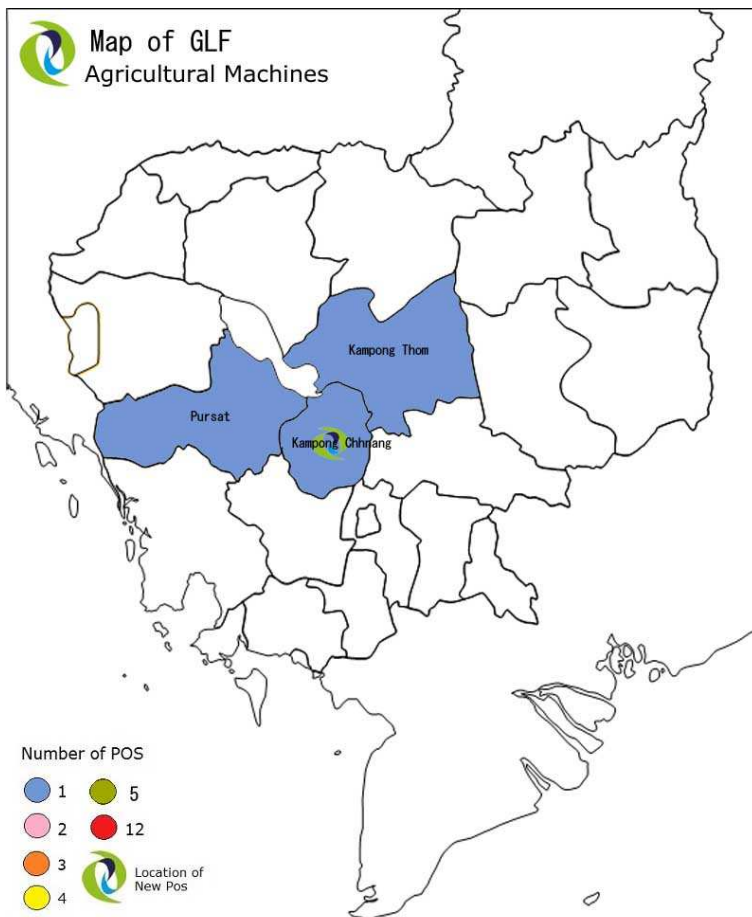 Map of GLF
Agricultural Machines
Kampong Thom
Pursat
Kampong Chhnang
Number of POS
1
5
2
12
3
4
Location of
New Pos